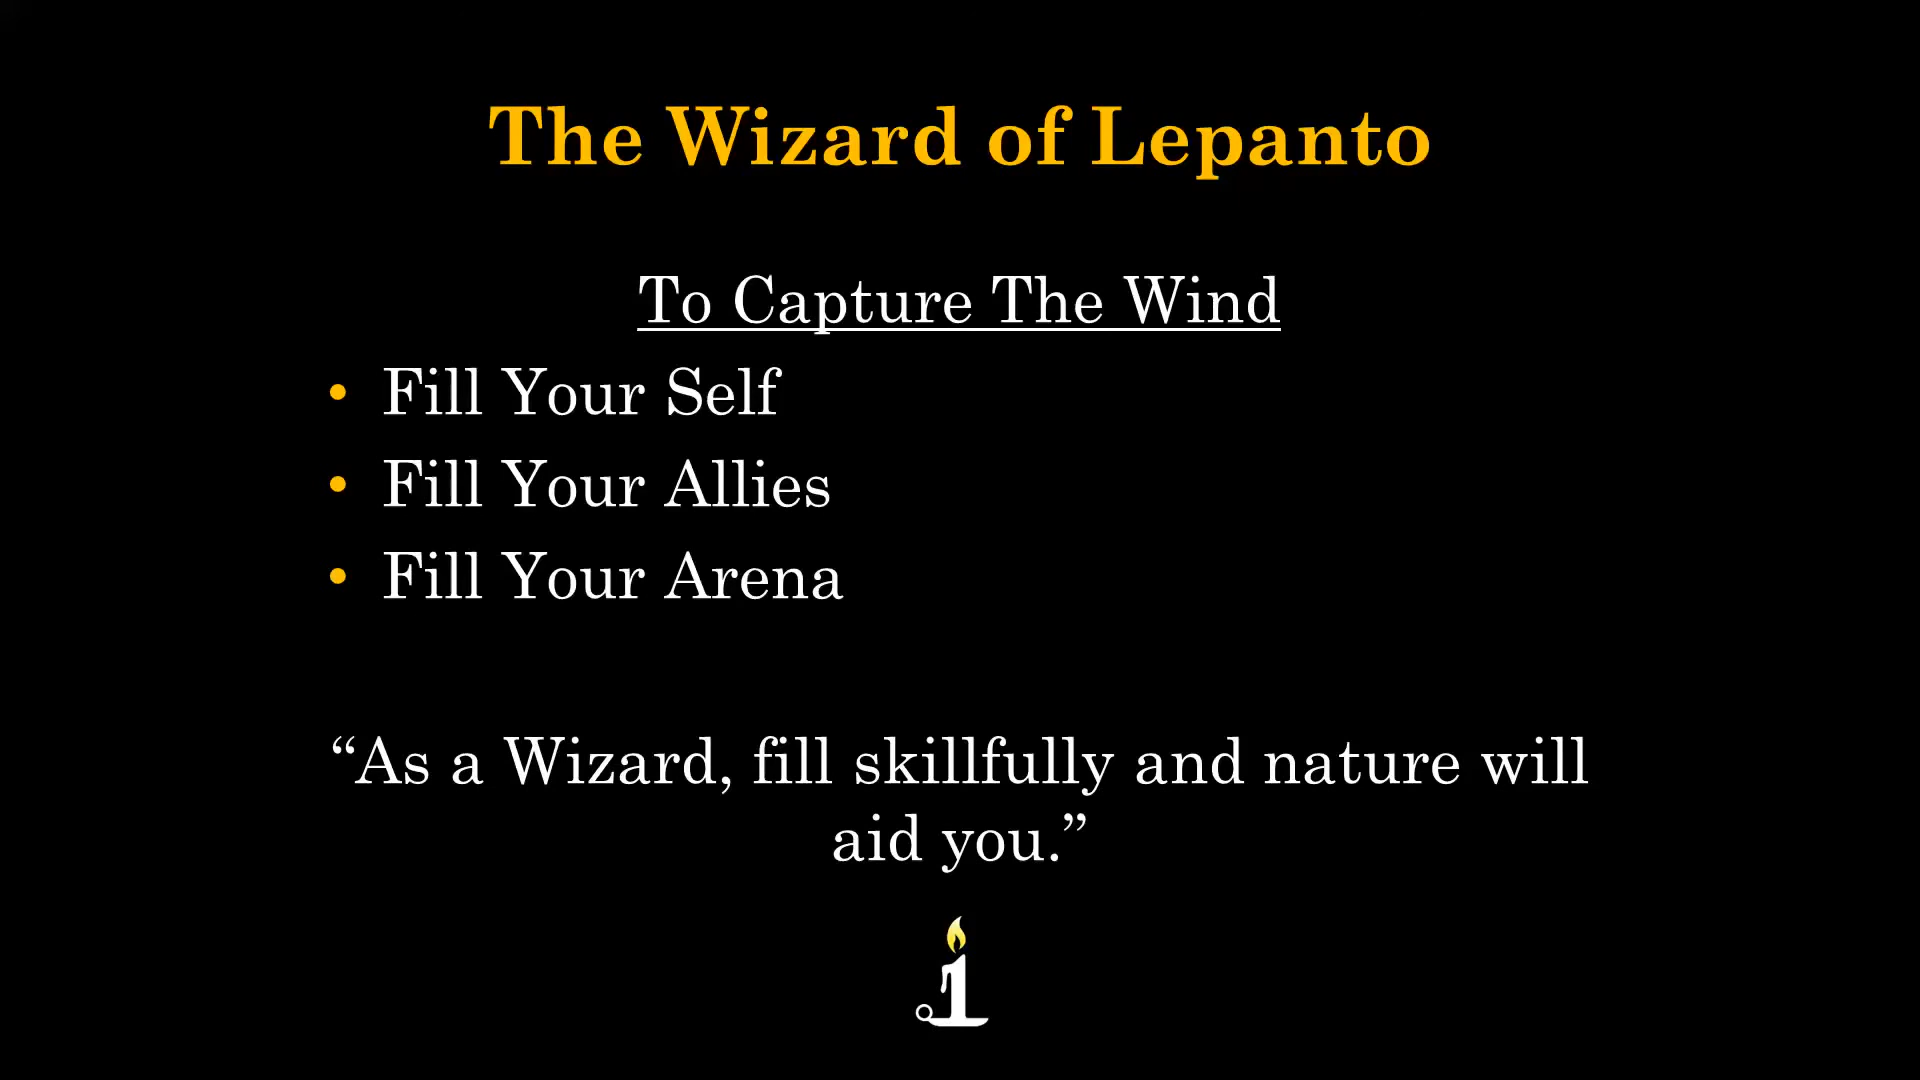 The Wizard of Lepanto
To Capture The Wind
• Fill Your Self
• Fill Your Allies
• Fill Your Arena
“As a Wizard, fill skillfully and nature will
aid you.”